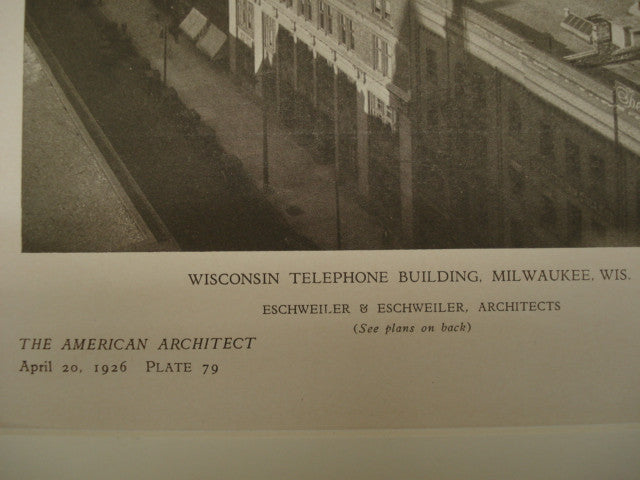 WISCONSIN TELEPHONE BUILDING, MILWAUKEE, WIS.
ESCHWEILER & ESCHWEILER, ARCHITECTS
(See plans on back)
THE AMERICAN ARCHITECT
April 20, 1926 PLATE 79